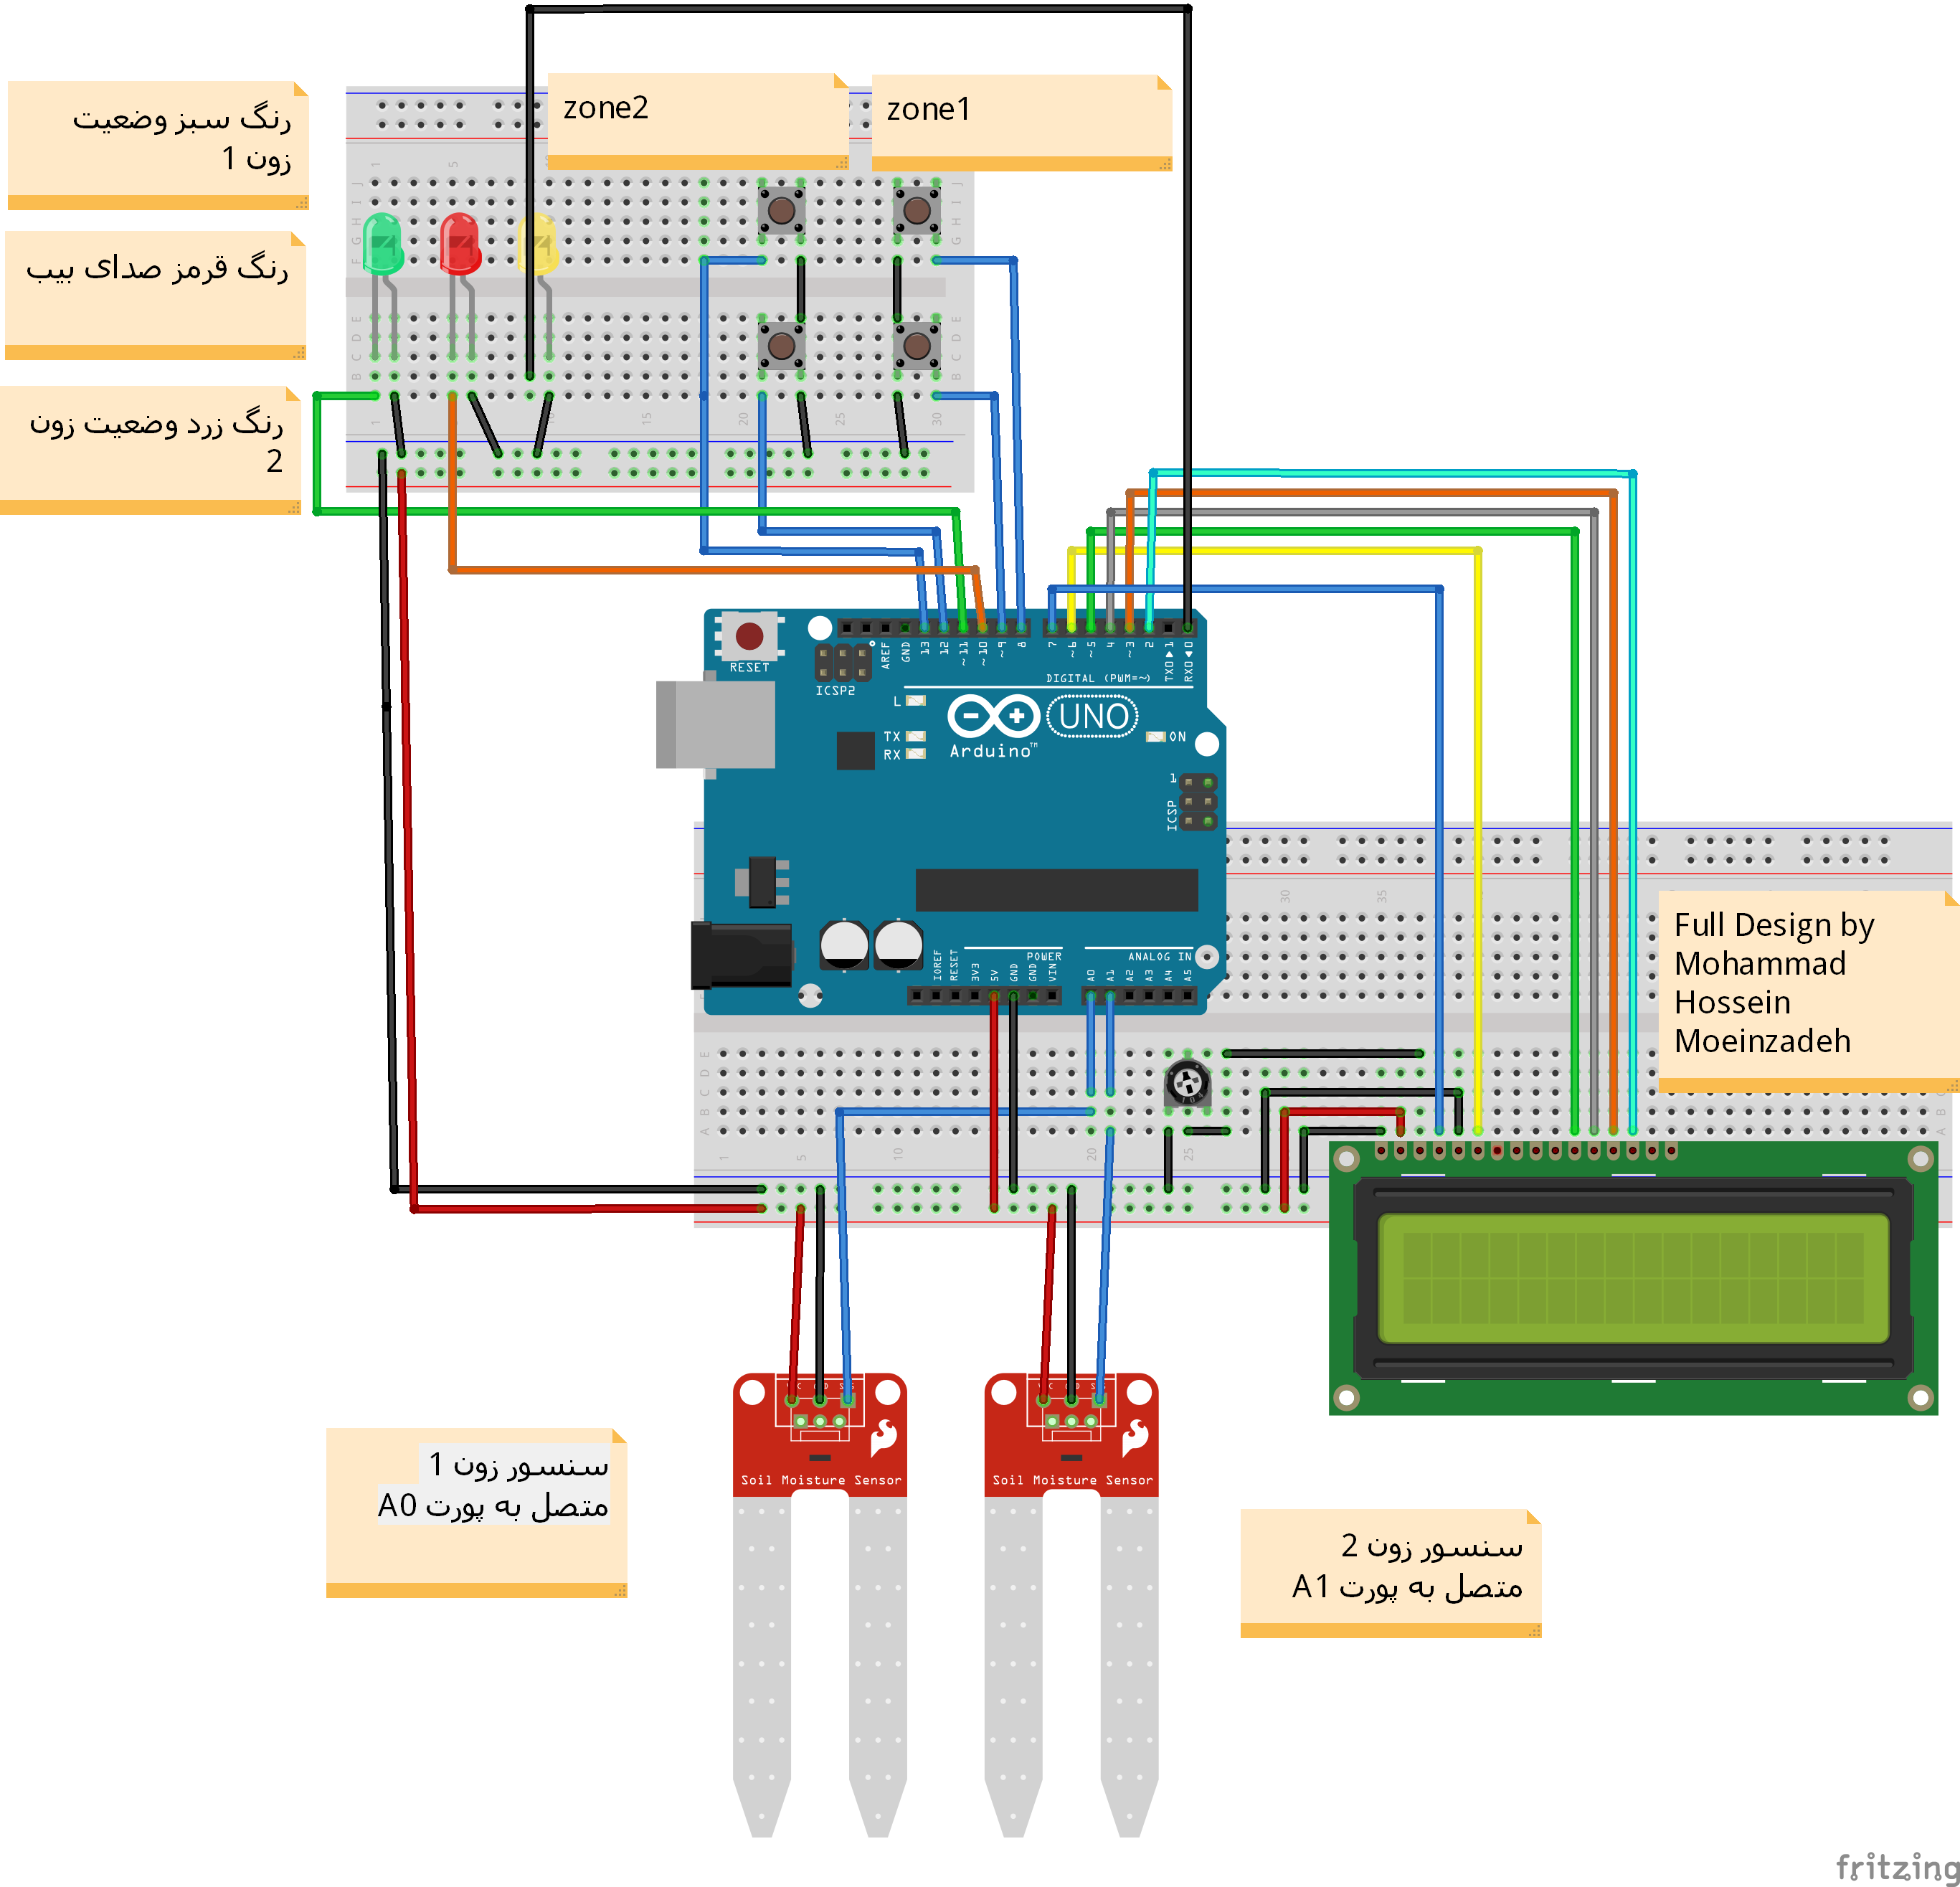 zone2
zone1
رنگ سبز وضعیت
زون 1
رنگ قرمز صدای بیب
رنگ زرد وضعیت زون
2
RESET
ICSP2
AREF
GND
13
12
~11
~10
~9
8
7
~6
~5
4
~3
2
TX0▶1
RX0◀0
DIGITAL (PWM=~)
L
TX
RX
UNO
Arduino™
ON
1
ICSP
IOREF
RESET
3V3
5V
GND
GND
VIN
POWER
ANALOG IN
A0
A1
A2
A3
A4
A5
Full Design by
Mohammad
Hossein
Moeinzadeh
Soil Moisture Sensor
Soil Moisture Sensor
سنسور زون 1
متصل به پورت A0
سنسور زون 2
متصل به پورت A1
fritzing